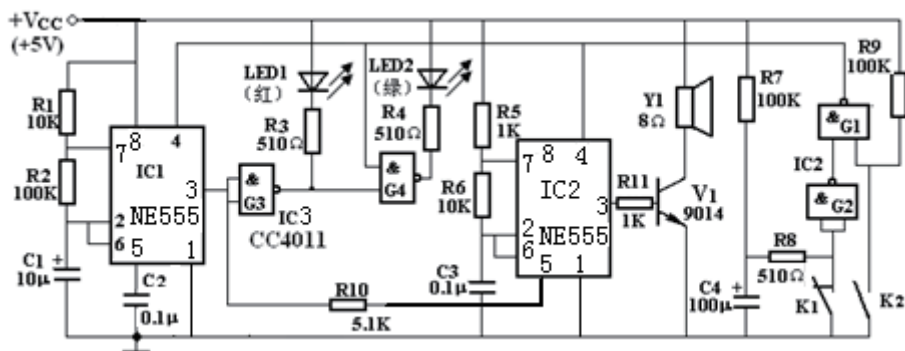 +VCC
(+5V)
R1
10K
R2
100K
C1
+
10μ
8
4
7
IC1
3
2
NE555
6
5
1
C2
0.1μ
LED1
(红)
R3
510Ω
&
G3
IC3
CC4011
R10
5.1K
LED2
(绿)
R4
510Ω
&
G4
R5
1K
R6
10K
C3
0.1μ
8
4
7
IC2
3
2
NE555
6
5
1
R11
1K
Y1
8Ω
V1
9014
R7
100K
C4
+
100μ
R8
510Ω
R9
100K
&
G1
IC2
&
G2
K1
K2